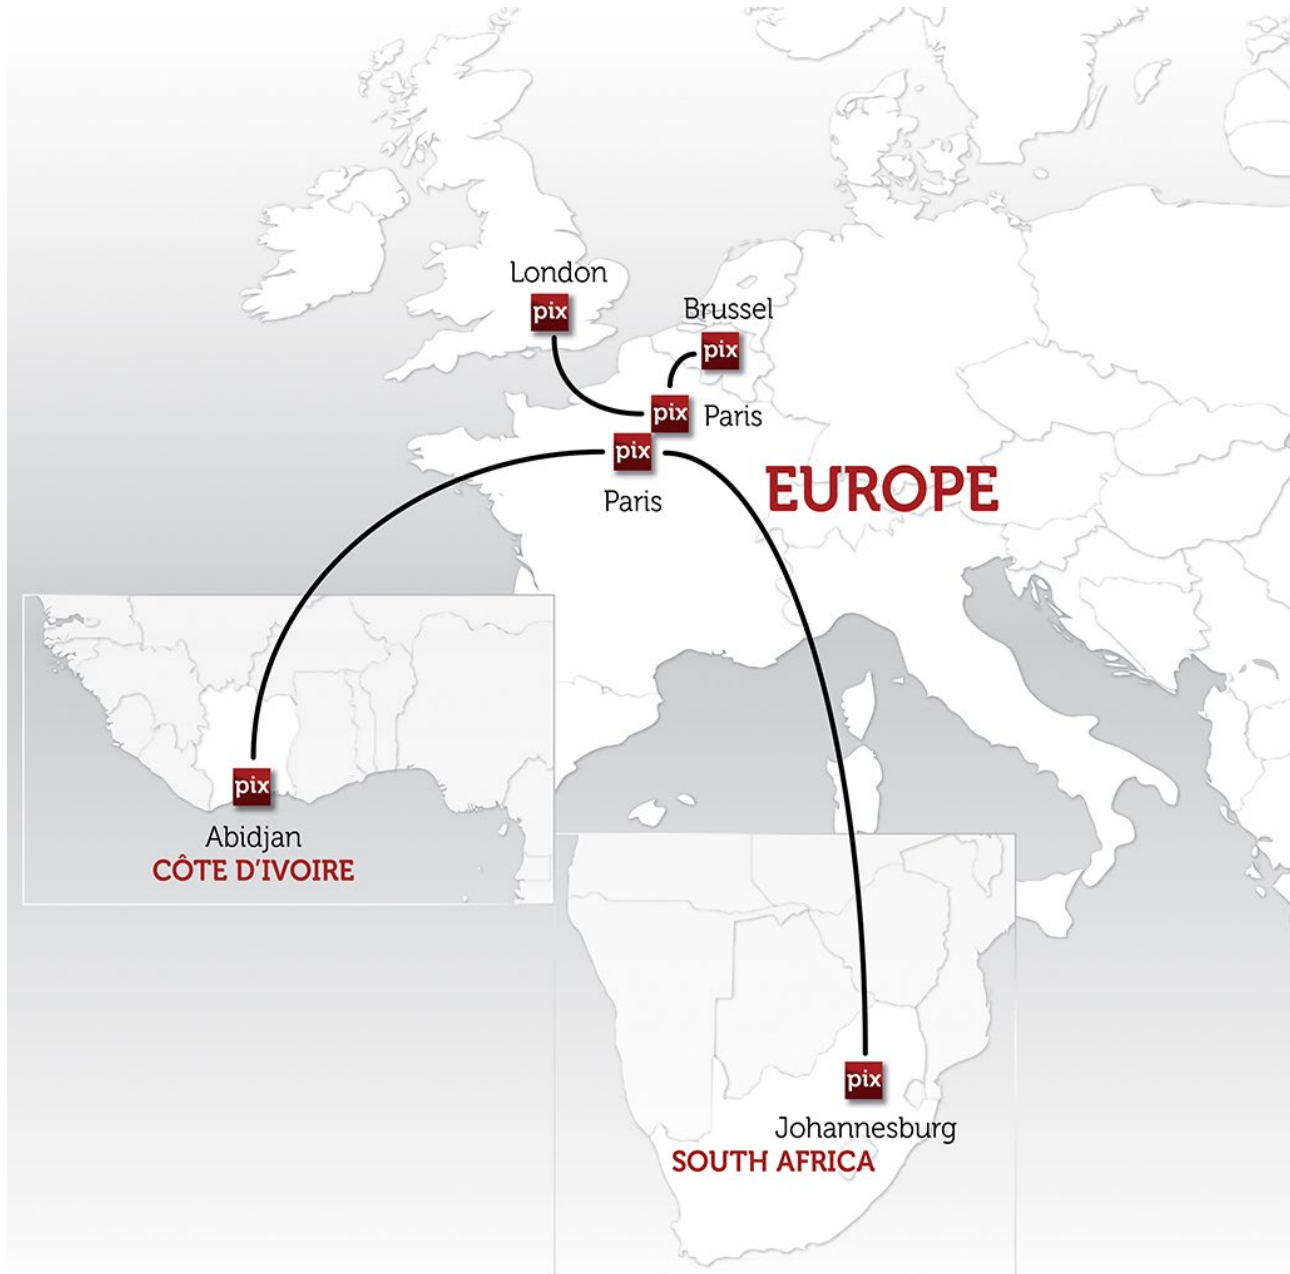 London
pix
Brussel
pix
pix Paris
pix
Paris
EUROPE
pix
Abidjan
CÔTE D'IVOIRE
pix
Johannesburg
SOUTH AFRICA